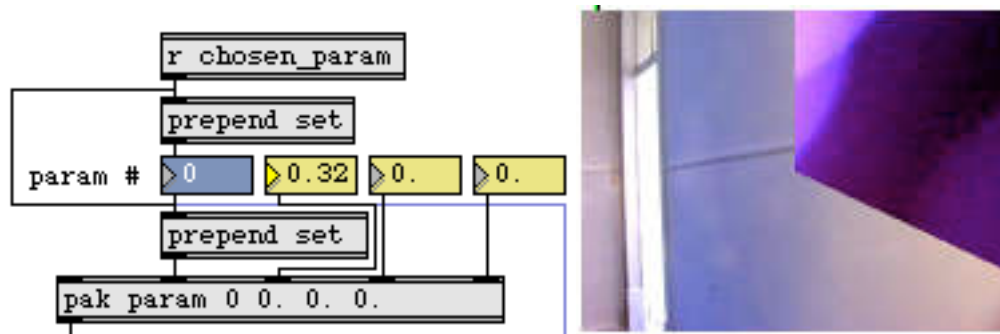 r chosen_param
prepend set
param # 0 0.32 0. 0.
prepend set
pak param 0 0. 0. 0.